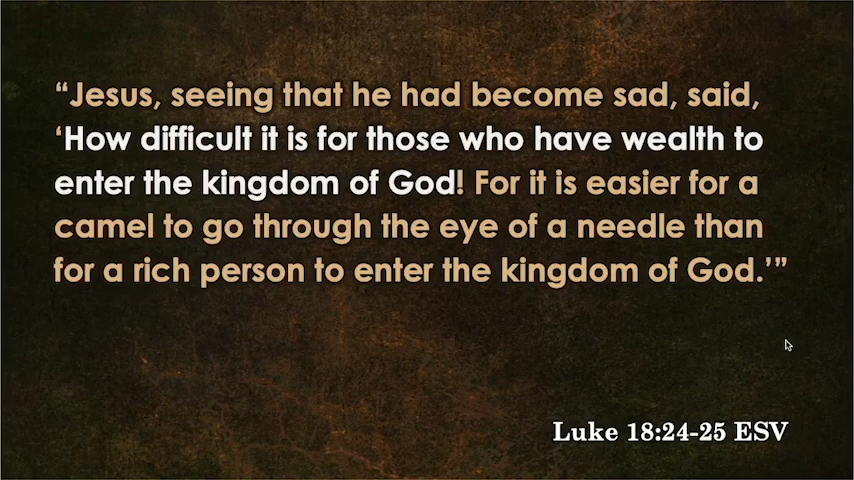 “Jesus, seeing that he had become sad, said,
‘How difficult it is for those who have wealth to
enter the kingdom of God! For it is easier for a
camel to go through the eye of a needle than
for a rich person to enter the kingdom of God.’”
Luke 18:24-25 ESV